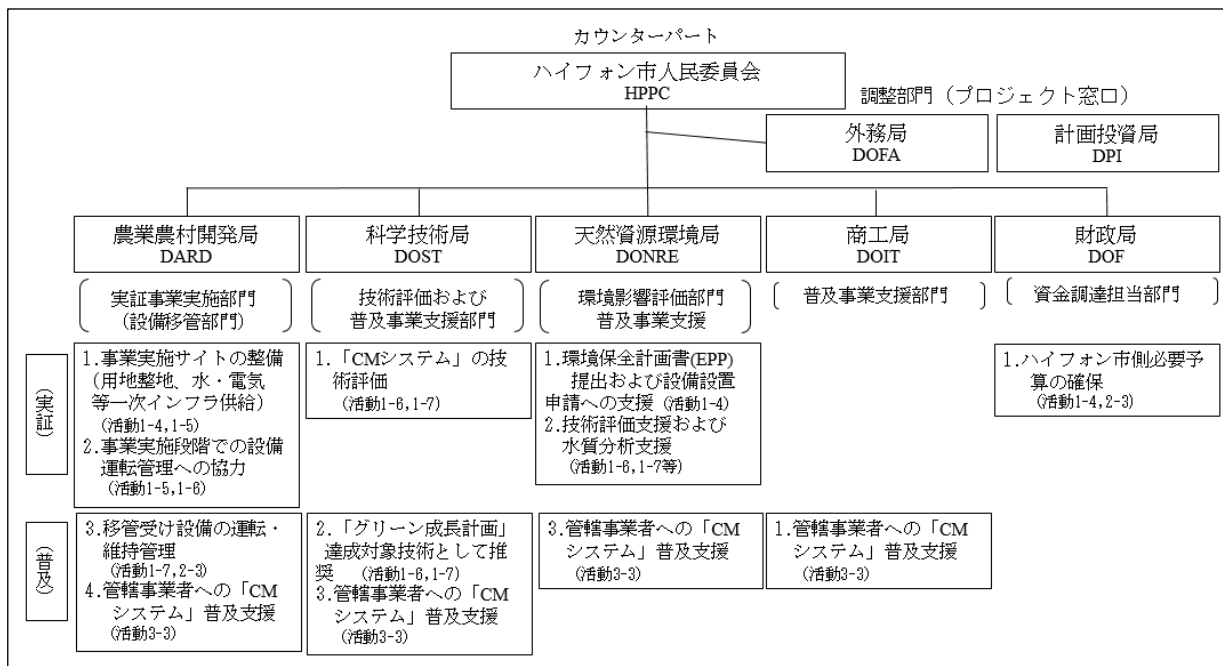 カウンターパート
ハイフォン市人民委員会
HPPC
調整部門（プロジェクト窓口）
外務局
DOFA
計画投資局
DPI
農業農村開発局
DARD
科学技術局
DOST
天然資源環境局
DONRE
商工局
DOIT
財政局
DOF
実証事業実施部門
(設備移管部門)
技術評価および
普及事業支援部門
環境影響評価部門
普及事業支援
普及事業支援部門
資金調達担当部門
(実証)
1.事業実施サイトの整備
(用地整地、水・電気
等一次インフラ供給)
(活動1-4,1-5)
2.事業実施段階での設備
運転管理への協力
(活動1-5,1-6)
1.「CMシステム」の技
術評価
(活動1-6,1-7)
1.環境保全計画書(EPP)
提出および設備設置
申請への支援 (活動1-4)
2.技術評価支援および
水質分析支援
(活動1-6,1-7等)
1.ハイフォン市側必要予
算の確保
(活動1-4,2-3)
(普及)
3.移管受け設備の運転・
維持管理
(活動1-7,2-3)
4.管轄事業者への「CM
システム」普及支援
(活動3-3)
2.「グリーン成長計画」
達成対象技術として推
奨 (活動1-6,1-7)
3.管轄事業者への「CM
システム」普及支援
(活動3-3)
3.管轄事業者への「CM
システム」普及支援
(活動3-3)
1.管轄事業者への「CM
システム」普及支援
(活動3-3)